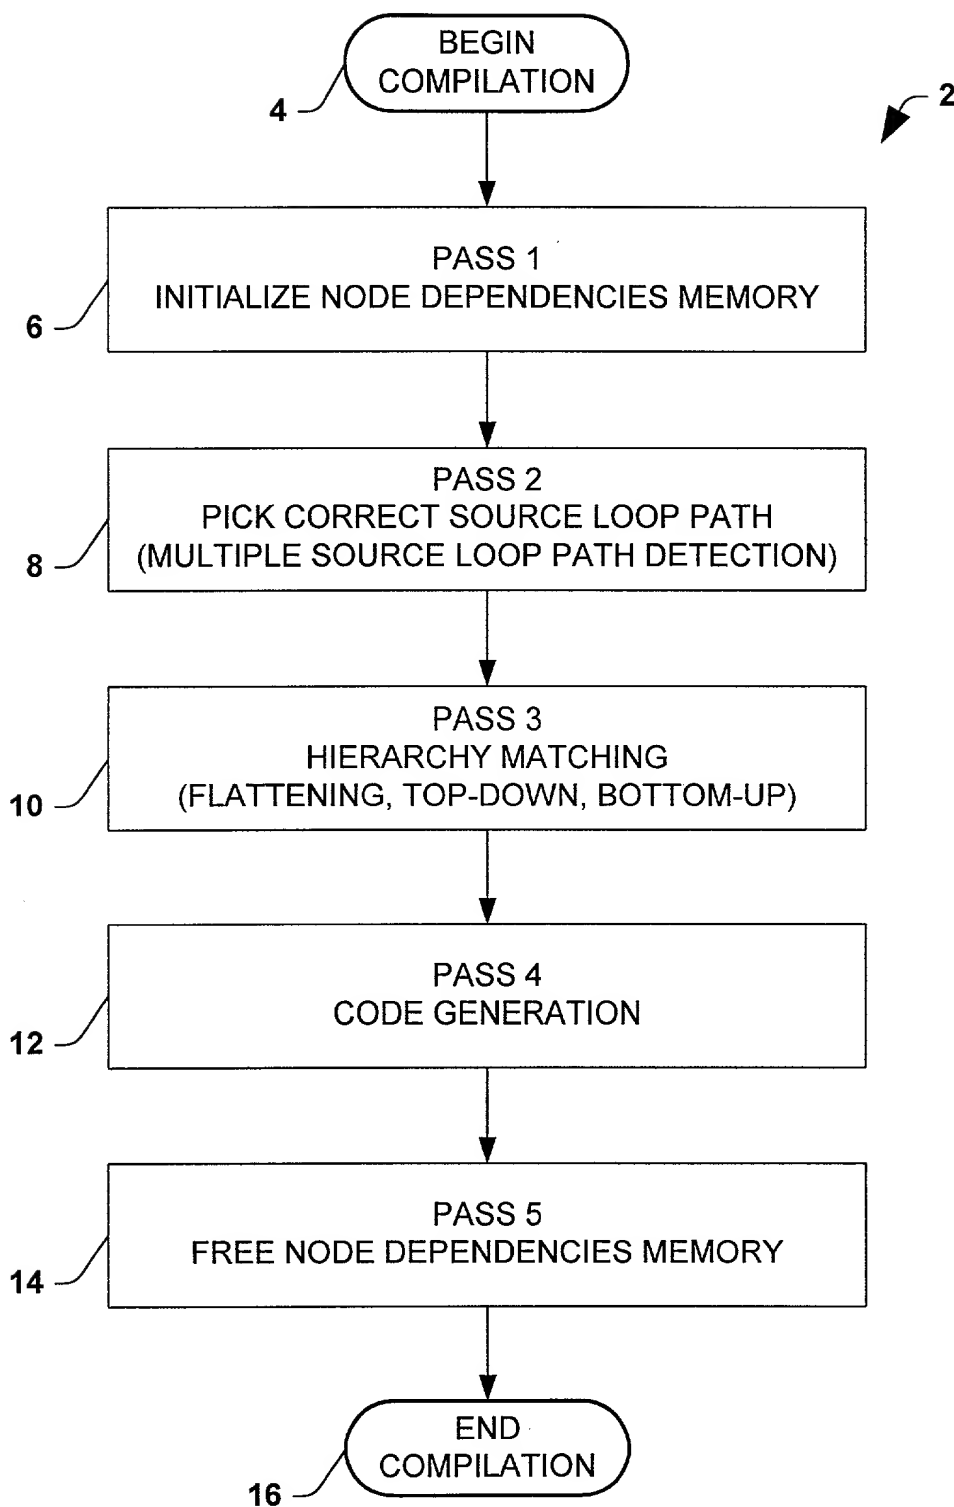 BEGIN
COMPILATION
4
2
PASS 1
INITIALIZE NODE DEPENDENCIES MEMORY
6
PASS 2
PICK CORRECT SOURCE LOOP PATH
(MULTIPLE SOURCE LOOP PATH DETECTION)
8
PASS 3
HIERARCHY MATCHING
(FLATTENING, TOP-DOWN, BOTTOM-UP)
10
PASS 4
CODE GENERATION
12
PASS 5
FREE NODE DEPENDENCIES MEMORY
14
END
COMPILATION
16